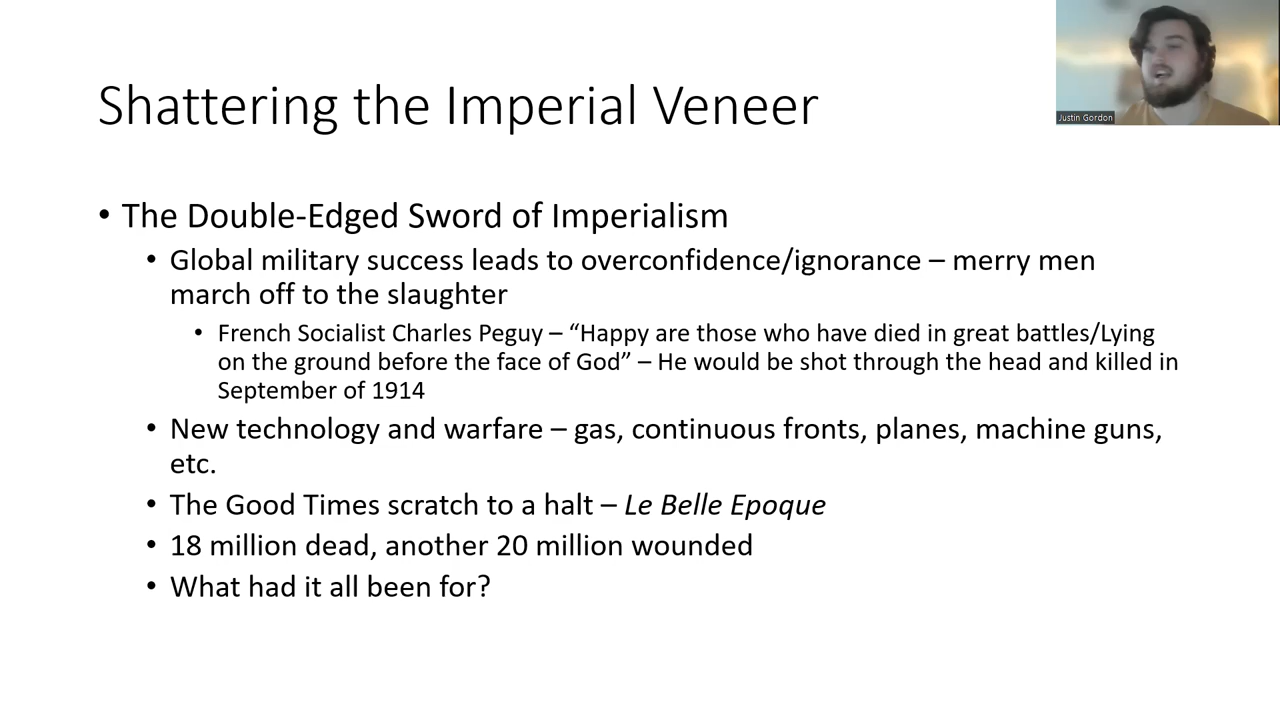 Shattering the Imperial Veneer
Justin Gordon
• The Double-Edged Sword of Imperialism
• Global military success leads to overconfidence/ignorance – merry men
march off to the slaughter
• French Socialist Charles Peguy – “Happy are those who have died in great battles/Lying
on the ground before the face of God” – He would be shot through the head and killed in
September of 1914
• New technology and warfare – gas, continuous fronts, planes, machine guns,
etc.
• The Good Times scratch to a halt – Le Belle Epoque
• 18 million dead, another 20 million wounded
• What had it all been for?